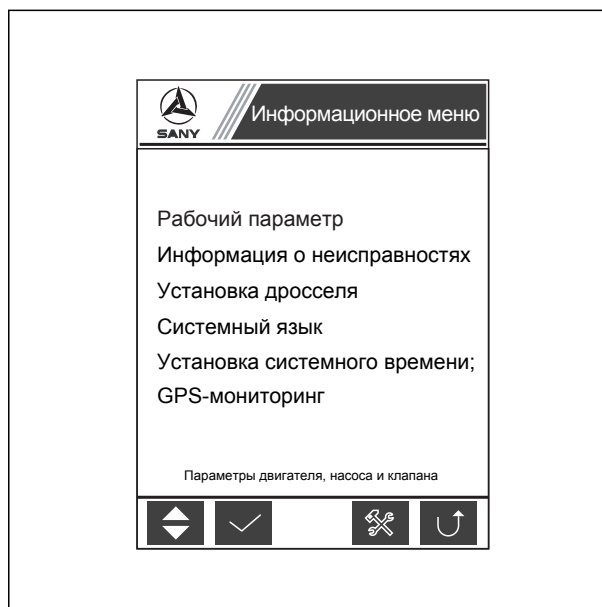 SANY
Информационное меню
Рабочий параметр
Информация о неисправностях
Установка дросселя
Системный язык
Установка системного времени;
GPS-мониторинг
Параметры двигателя, насоса и клапана